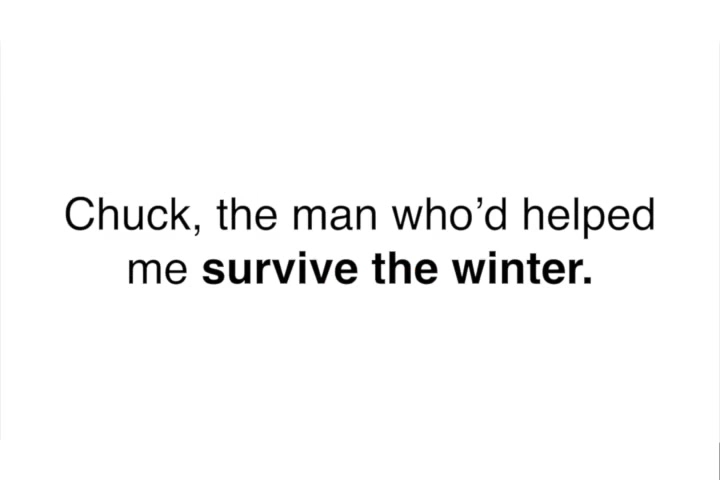 Chuck, the man who’d helped
me survive the winter.